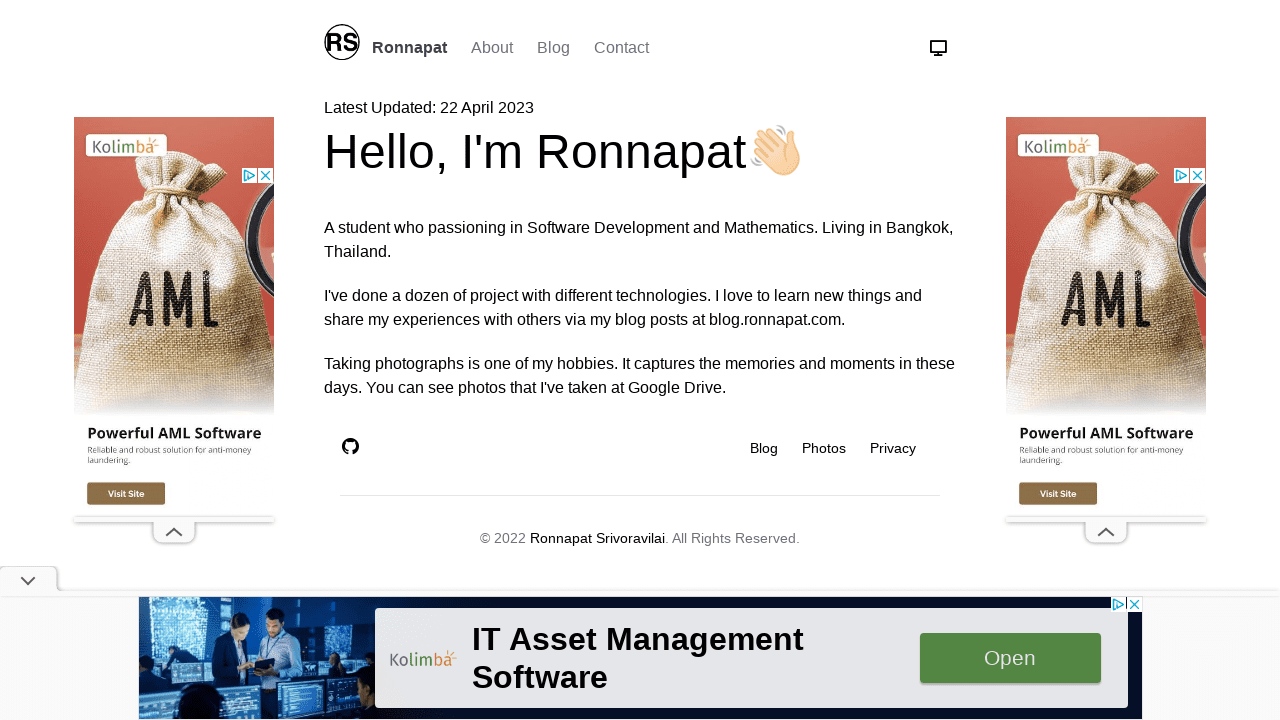 RS Ronnapat About Blog Contact
Latest Updated: 22 April 2023
Hello, I'm Ronnapat
A student who passioning in Software Development and Mathematics. Living in Bangkok,
Thailand.
I've done a dozen of project with different technologies. I love to learn new things and
share my experiences with others via my blog posts at blog.ronnapat.com.
Taking photographs is one of my hobbies. It captures the memories and moments in these
days. You can see photos that I've taken at Google Drive.
Blog Photos Privacy
© 2022 Ronnapat Srivoravilai. All Rights Reserved.
Kolimba
AML
Powerful AML Software
Reliable and robust solution for anti-money
laundering.
Visit Site
Kolimba
AML
Powerful AML Software
Reliable and robust solution for anti-money
laundering.
Visit Site
Kolimba
IT Asset Management
Software
Open